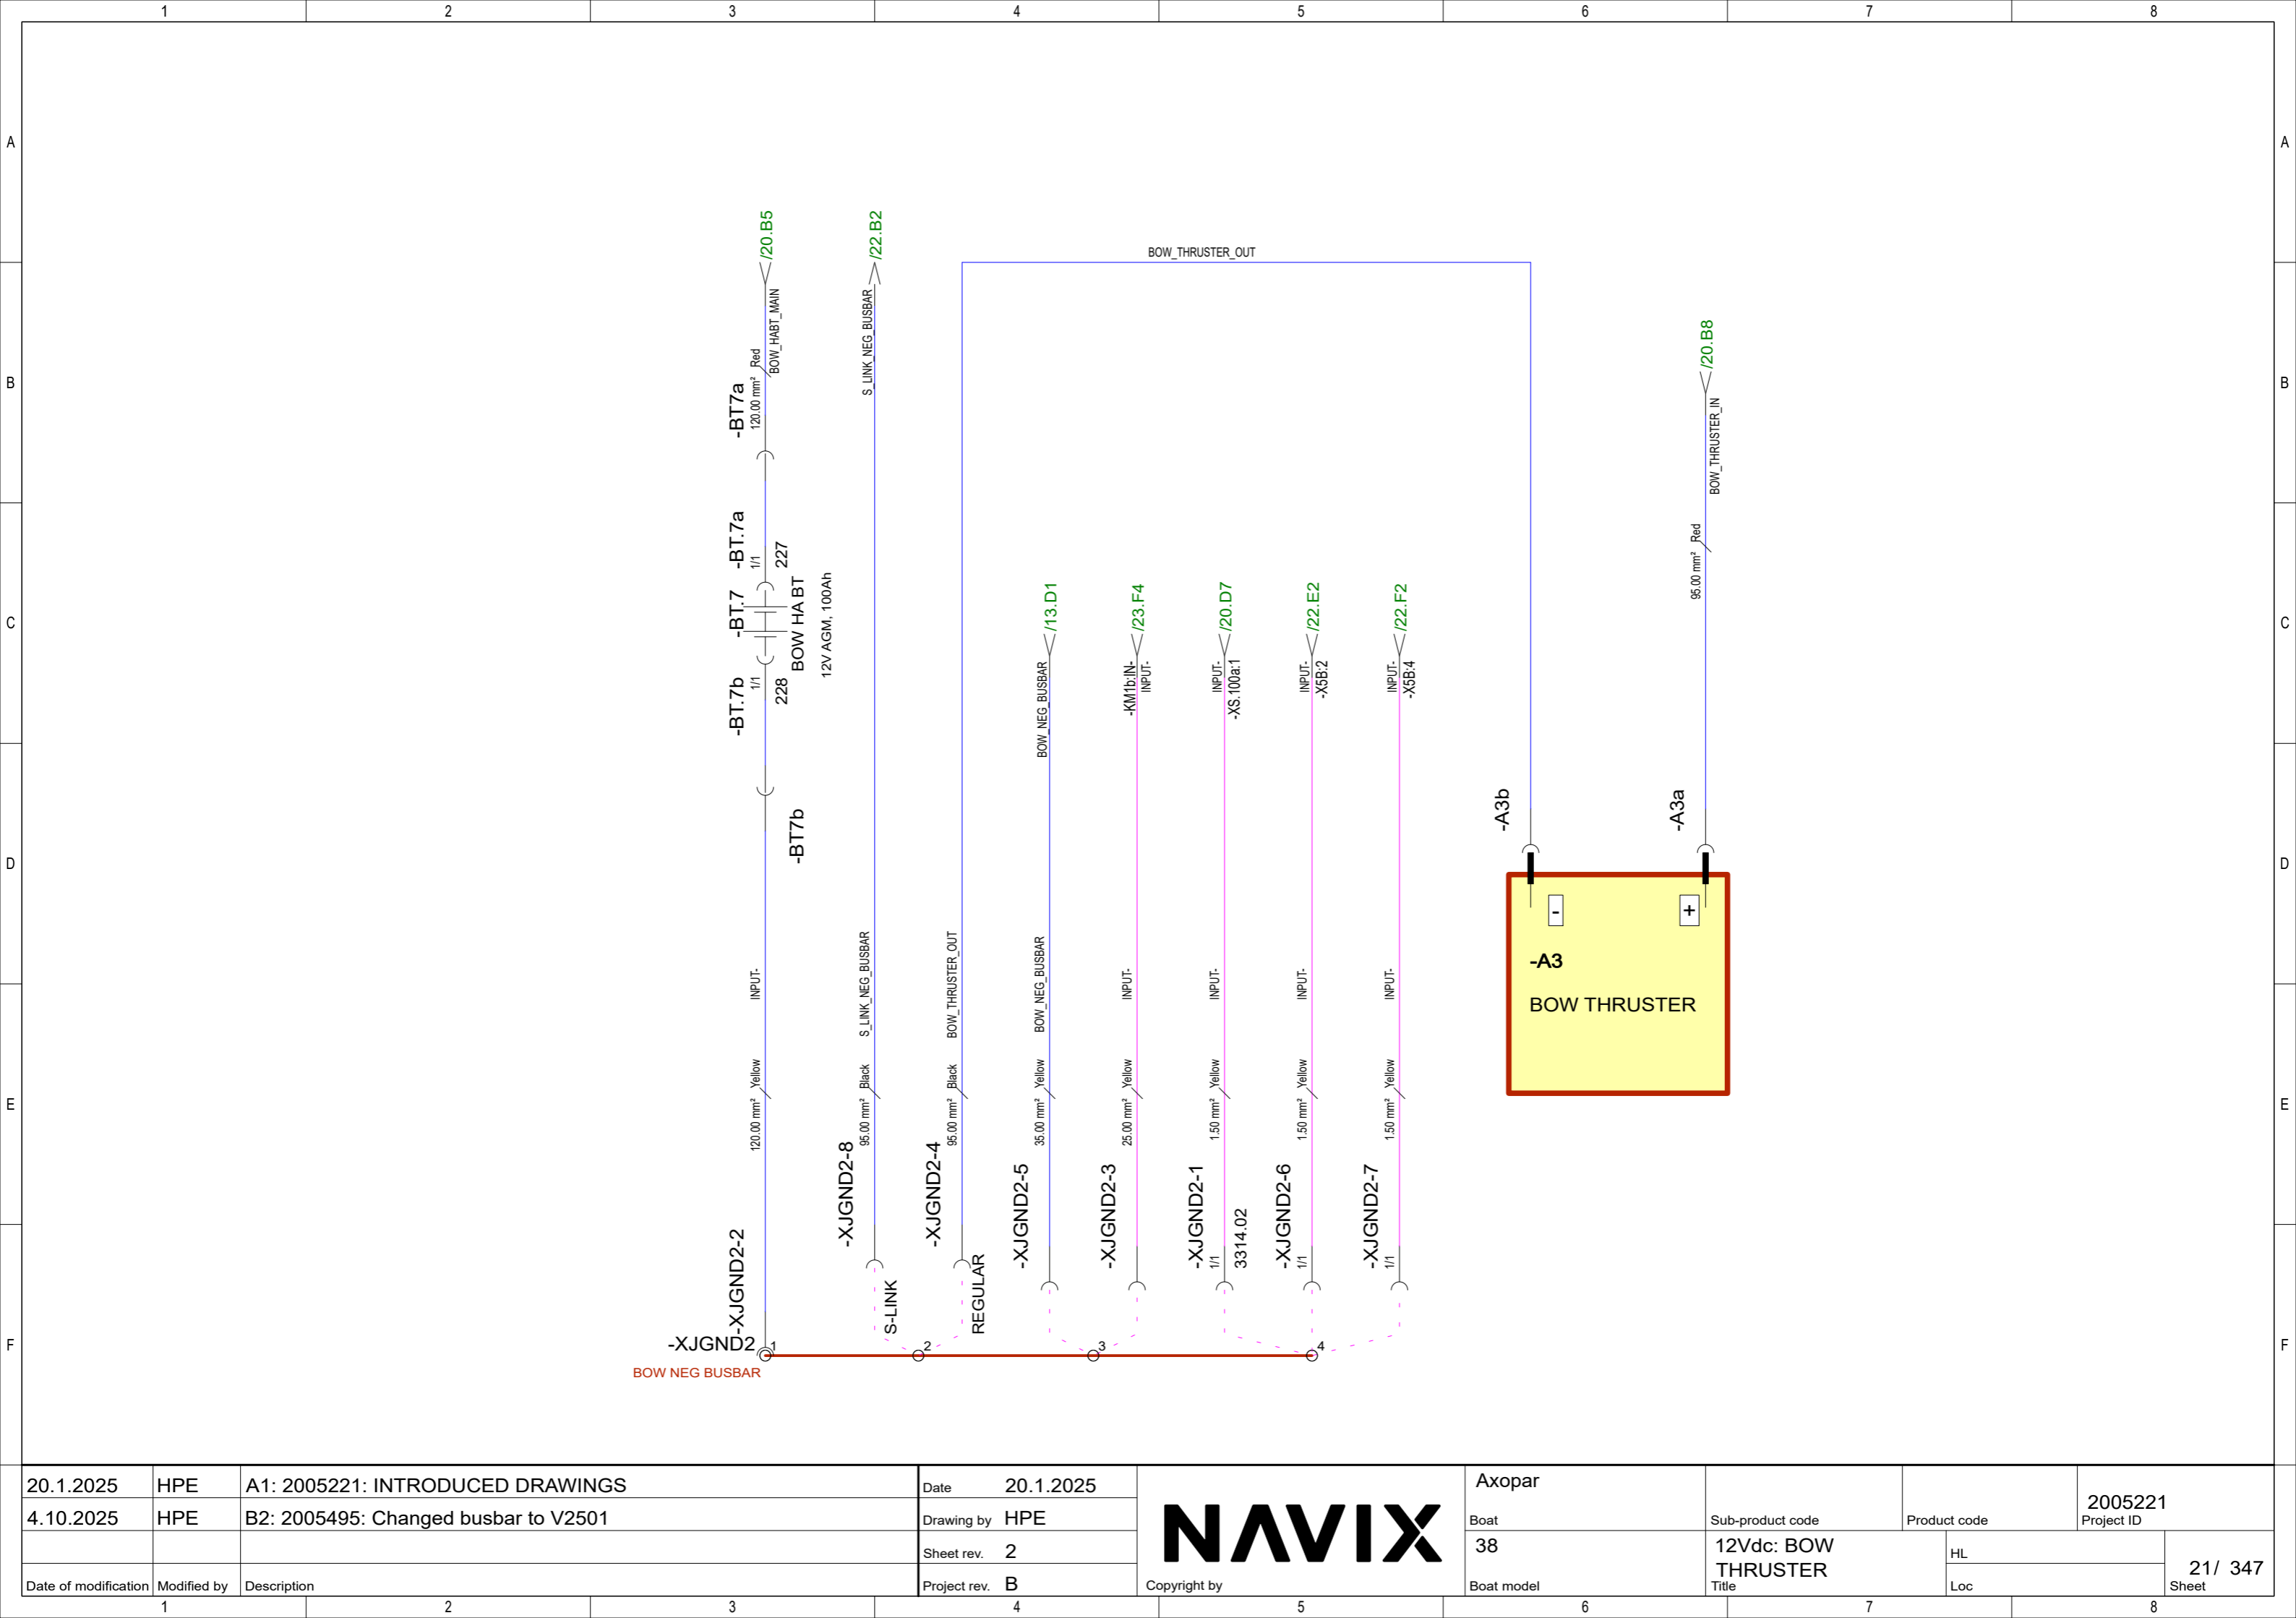 1 2 3 4 5 6 7 8
A A
B B
C C
D D
E E
F F
/20.B5
BOW_HABT_MAIN
120.00 mm² Red
-BT7a
-BT.7a
1/1
227
-BT.7
BOW HA BT
12V AGM, 100Ah
-BT.7b
1/1
228
-BT7b
INPUT-
120.00 mm² Yellow
-XJGND2-2
/22.B2
S_LINK_NEG_BUSBAR
S_LINK_NEG_BUSBAR
95.00 mm² Black
-XJGND2-8
S-LINK
BOW_THRUSTER_OUT
BOW_THRUSTER_OUT
95.00 mm² Black
-XJGND2-4
REGULAR
/13.D1
BOW_NEG_BUSBAR
BOW_NEG_BUSBAR
35.00 mm² Yellow
-XJGND2-5
/23.F4
-KM1b:IN-
INPUT-
INPUT-
25.00 mm² Yellow
-XJGND2-3
/20.D7
INPUT-
-XS.100a:1
INPUT-
1.50 mm² Yellow
-XJGND2-1
1/1
3314.02
/22.E2
INPUT-
-X5B:2
INPUT-
1.50 mm² Yellow
-XJGND2-6
1/1
/22.F2
INPUT-
-X5B:4
INPUT-
1.50 mm² Yellow
-XJGND2-7
1/1
/20.B8
BOW_THRUSTER_IN
95.00 mm² Red
-A3b
-A3a
- +
-A3
BOW THRUSTER
-XJGND2 1 2 3 4
BOW NEG BUSBAR
20.1.2025 HPE A1: 2005221: INTRODUCED DRAWINGS
4.10.2025 HPE B2: 2005495: Changed busbar to V2501
Date of modification Modified by Description
Date 20.1.2025
Drawing by HPE
Sheet rev. 2
Project rev. B
NAVIX
Copyright by
Axopar
Boat
38
Boat model
Sub-product code
Product code
2005221
Project ID
12Vdc: BOW
THRUSTER
Title
HL
Loc
21/ 347
Sheet
1 2 3 4 5 6 7 8